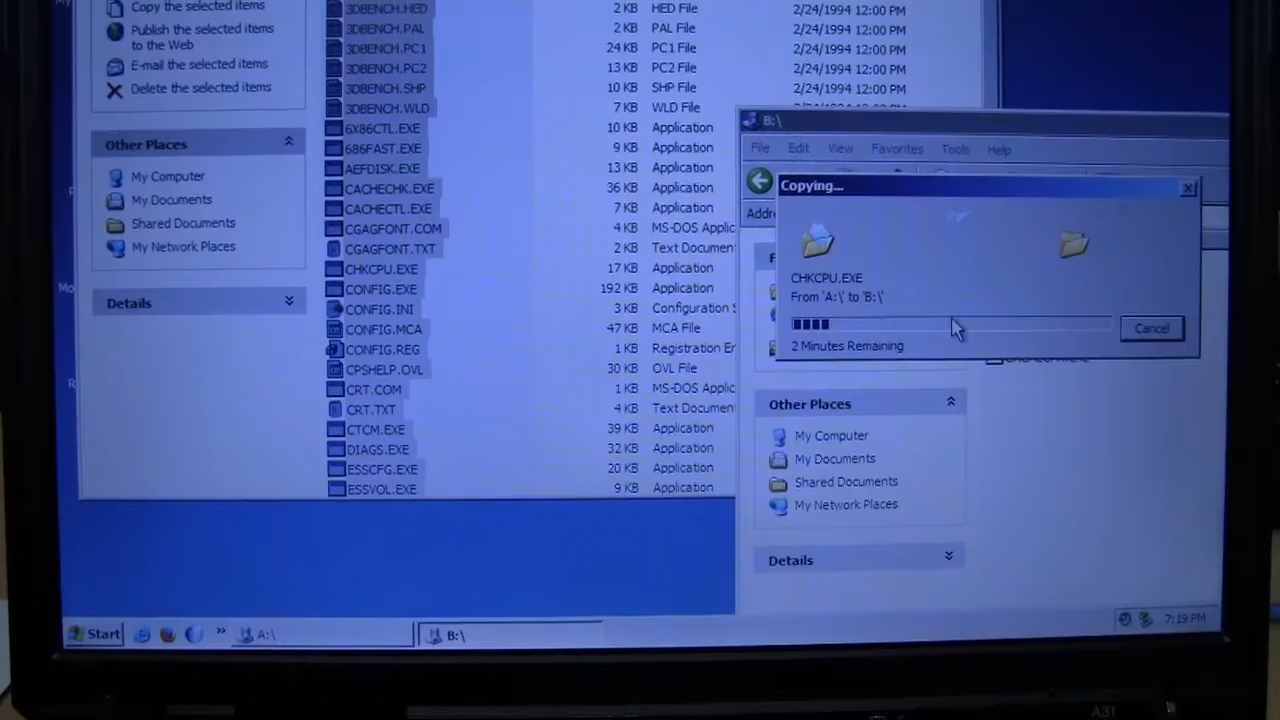 Copy the selected items
Publish the selected items
to the Web
E-mail the selected items
Delete the selected items
Other Places
My Computer
My Documents
Shared Documents
My Network Places
Details
3DBENCH.HED 2 KB HED File 2/24/1994 12:00 PM
3DBENCH.PAL 2 KB PAL File 2/24/1994 12:00 PM
3DBENCH.PC1 24 KB PC1 File 2/24/1994 12:00 PM
3DBENCH.PC2 13 KB PC2 File 2/24/1994 12:00 PM
3DBENCH.SHP 10 KB SHP File 2/24/1994 12:00 PM
3DBENCH.WLD 7 KB WLD File 2/24/1994 12:00 PM
6X86CTL.EXE 10 KB Application
686FAST.EXE 9 KB Application
AEFDISK.EXE 13 KB Application
CACHECHK.EXE 36 KB Application
CACHECTL.EXE 7 KB Application
CGAGFONT.COM 4 KB MS-DOS Applic
CGAGFONT.TXT 2 KB Text Documen
CHKCPU.EXE 17 KB Application
CONFIG.EXE 192 KB Application
CONFIG.INI 3 KB Configuration S
CONFIG.MCA 47 KB MCA File
CONFIG.REG 1 KB Registration En
CPSHELP.OVL 30 KB OVL File
CRT.COM 1 KB MS-DOS Applic
CRT.TXT 4 KB Text Documen
CTCM.EXE 39 KB Application
DIAGS.EXE 32 KB Application
ESSCFG.EXE 20 KB Application
ESSVOL.EXE 9 KB Application
B:\
File Edit View Favorites Tools Help
Addre
Copying...
CHKCPU.EXE
From 'A:\' to 'B:\'
2 Minutes Remaining
Cancel
Other Places
My Computer
My Documents
Shared Documents
My Network Places
Details
Start
A:\
B:\
7:19 PM
A31